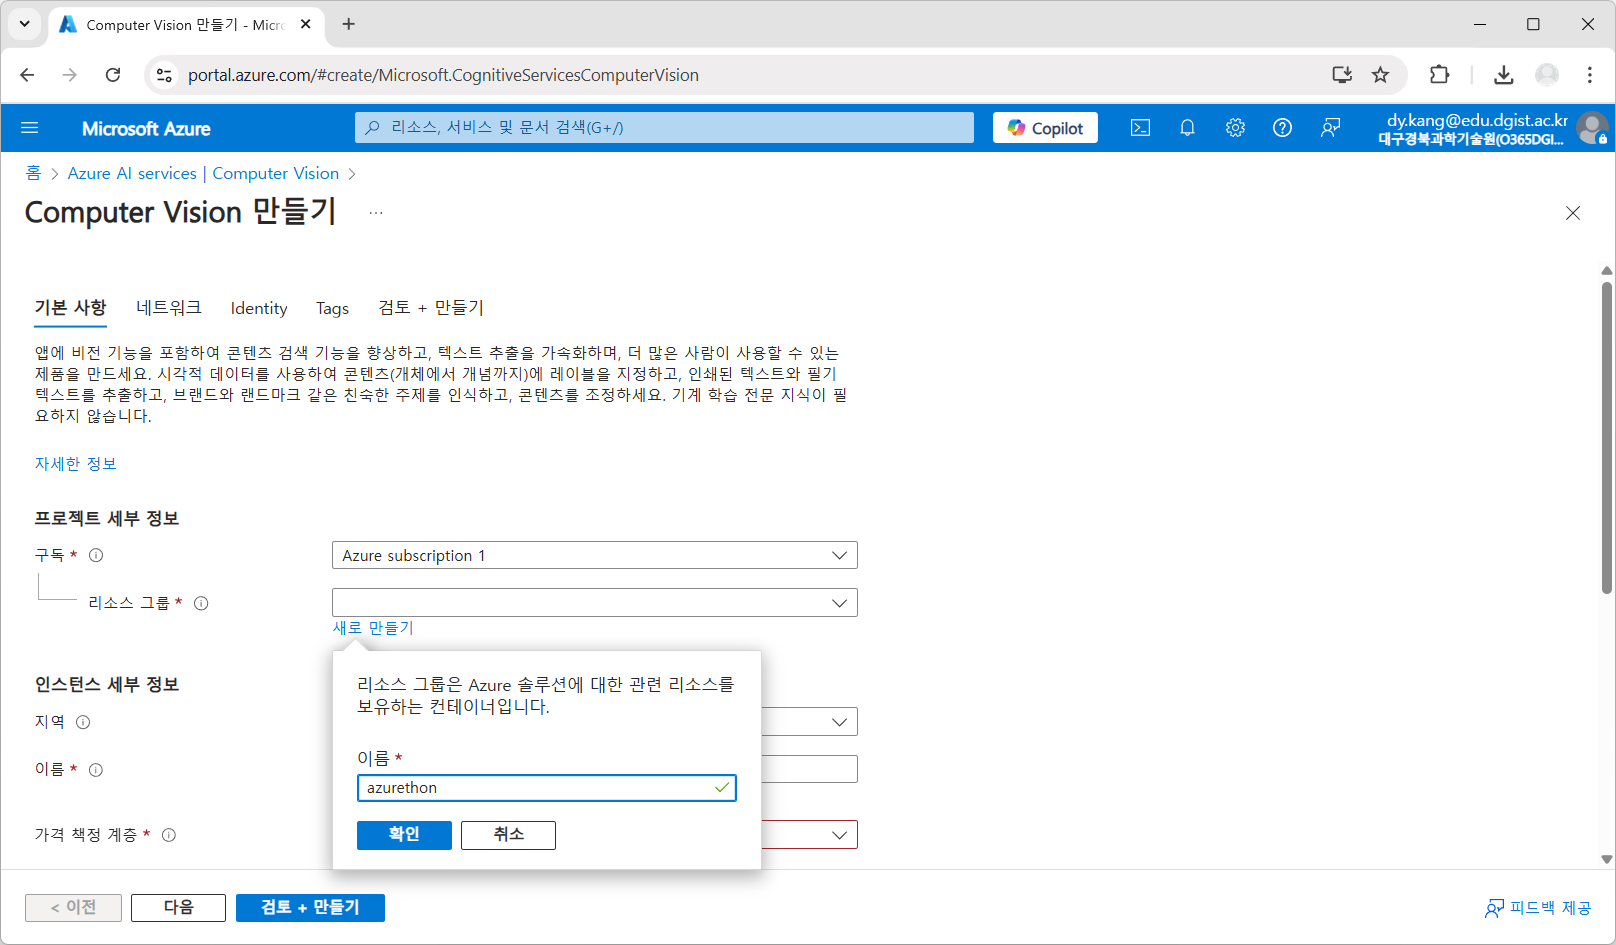 Computer Vision 만들기 - Micr
portal.azure.com/#create/Microsoft.CognitiveServicesComputerVision
Microsoft Azure
리소스, 서비스 및 문서 검색(G+/)
Copilot
dy.kang@edu.dgist.ac.kr
대구경북과학기술원(O365DGI...
홈 > Azure AI services | Computer Vision >
Computer Vision 만들기 ...
기본 사항 네트워크 Identity Tags 검토 + 만들기
앱에 비전 기능을 포함하여 콘텐츠 검색 기능을 향상하고, 텍스트 추출을 가속화하며, 더 많은 사람이 사용할 수 있는
제품을 만드세요. 시각적 데이터를 사용하여 콘텐츠(개체에서 개념까지)에 레이블을 지정하고, 인쇄된 텍스트와 필기
텍스트를 추출하고, 브랜드와 랜드마크 같은 친숙한 주제를 인식하고, 콘텐츠를 조정하세요. 기계 학습 전문 지식이 필
요하지 않습니다.
자세한 정보
프로젝트 세부 정보
구독 *
Azure subscription 1
리소스 그룹 *
새로 만들기
리소스 그룹은 Azure 솔루션에 대한 관련 리소스를
보유하는 컨테이너입니다.
이름 *
azurethon
확인
취소
인스턴스 세부 정보
지역
이름 *
가격 책정 계층 *
< 이전
다음
검토 + 만들기
피드백 제공